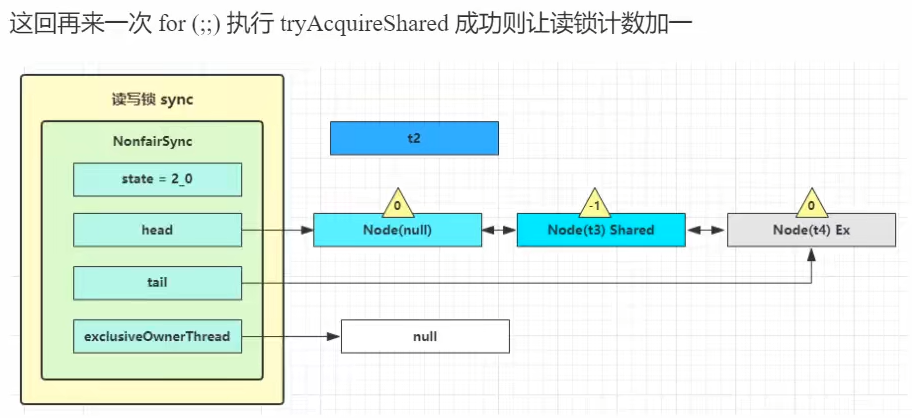 这回再来一次 for (;;) 执行 tryAcquireShared 成功则让读锁计数加一
读写锁 sync
NonfairSync
t2
state = 2_0
0
-1
0
head
Node(null)
Node(t3) Shared
Node(t4) Ex
tail
exclusiveOwnerThread
null